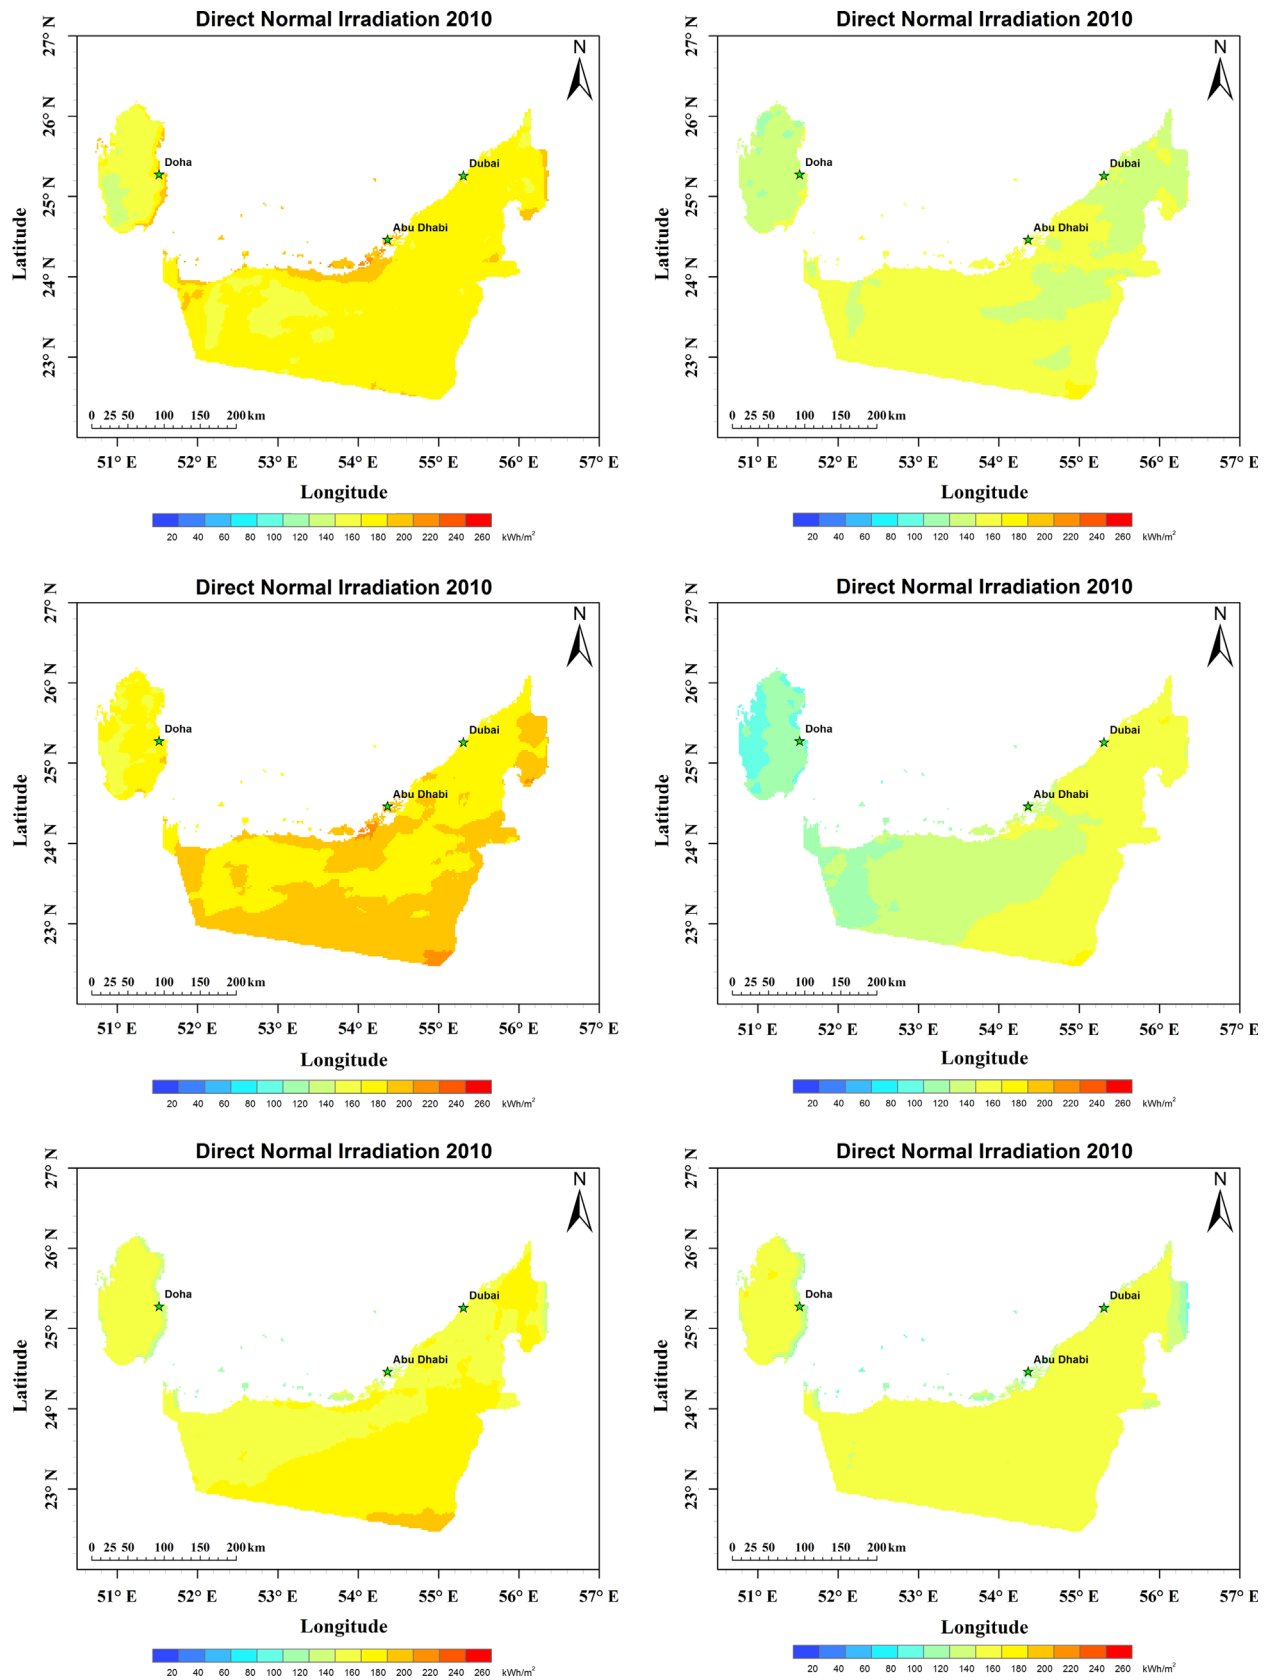 Direct Normal Irradiation 2010
Direct Normal Irradiation 2010
27° N
26° N
25° N
24° N
23° N
Latitude
N
Doha
Dubai
Abu Dhabi
0 25 50 100 150 200 km
51° E 52° E 53° E 54° E 55° E 56° E 57° E
Longitude
20 40 60 80 100 120 140 160 180 200 220 240 260 kWh/m²
27° N
26° N
25° N
24° N
23° N
Latitude
N
Doha
Dubai
Abu Dhabi
0 25 50 100 150 200 km
51° E 52° E 53° E 54° E 55° E 56° E 57° E
Longitude
20 40 60 80 100 120 140 160 180 200 220 240 260 kWh/m²
Direct Normal Irradiation 2010
Direct Normal Irradiation 2010
27° N
26° N
25° N
24° N
23° N
Latitude
N
Doha
Dubai
Abu Dhabi
0 25 50 100 150 200 km
51° E 52° E 53° E 54° E 55° E 56° E 57° E
Longitude
20 40 60 80 100 120 140 160 180 200 220 240 260 kWh/m²
27° N
26° N
25° N
24° N
23° N
Latitude
N
Doha
Dubai
Abu Dhabi
0 25 50 100 150 200 km
51° E 52° E 53° E 54° E 55° E 56° E 57° E
Longitude
20 40 60 80 100 120 140 160 180 200 220 240 260 kWh/m²
Direct Normal Irradiation 2010
Direct Normal Irradiation 2010
27° N
26° N
25° N
24° N
23° N
Latitude
N
Doha
Dubai
Abu Dhabi
0 25 50 100 150 200 km
51° E 52° E 53° E 54° E 55° E 56° E 57° E
Longitude
20 40 60 80 100 120 140 160 180 200 220 240 260 kWh/m²
27° N
26° N
25° N
24° N
23° N
Latitude
N
Doha
Dubai
Abu Dhabi
0 25 50 100 150 200 km
51° E 52° E 53° E 54° E 55° E 56° E 57° E
Longitude
20 40 60 80 100 120 140 160 180 200 220 240 260 kWh/m²